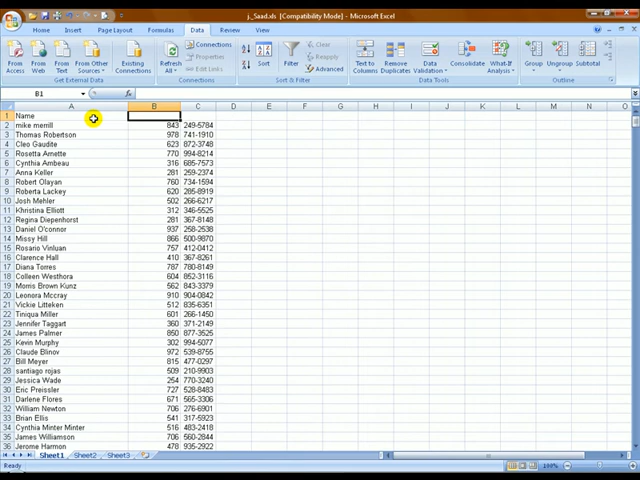 j._Saad.xls [Compatibility Mode] - Microsoft Excel
Home Insert Page Layout Formulas Data Review View
From Access From Web From Text From Other Sources Existing Connections Refresh All Connections Properties Edit Links Sort Filter Clear Reapply Advanced Text to Columns Remove Duplicates Data Validation Consolidate What-If Analysis Group Ungroup Subtotal
Get External Data Connections Sort & Filter Data Tools Outline
B1 fx
A B C D E F G H I J K L M N O
1 Name
2 mike merrill 843 249-5784
3 Thomas Robertson 978 741-1910
4 Cleo Gaudite 623 872-3748
5 Rosetta Arnette 770 994-8214
6 Cynthia Ambeau 316 685-7573
7 Anna Keller 281 259-2374
8 Robert Olayan 760 734-1594
9 Roberta Lackey 620 285-8919
10 Josh Mehler 502 266-6217
11 Khristina Elliott 312 346-5525
12 Regina Diepenhorst 281 367-8148
13 Daniel O'connor 937 258-2538
14 Missy Hill 866 500-9870
15 Rosario Vinluan 757 412-0412
16 Clarence Hall 410 367-8261
17 Diana Torres 787 780-8149
18 Colleen Westhora 604 852-3116
19 Morris Brown Kunz 562 843-3379
20 Leonora Mccray 910 904-0842
21 Vickie Litteken 512 835-6351
22 Tiniqua Miller 601 266-1450
23 Jennifer Taggart 360 371-2149
24 James Palmer 850 877-3525
25 Kevin Murphy 302 994-5077
26 Claude Blinov 972 539-8755
27 Bill Meyer 815 477-0297
28 santiago rojas 509 210-9903
29 Jessica Wade 254 770-3240
30 Eric Preissler 727 528-8483
31 Darlene Flores 671 565-3306
32 William Newton 706 276-6901
33 Brian Ellis 541 317-5923
34 Cynthia Minter Minter 516 483-2144
35 James Williamson 706 560-2844
36 Jerome Harmon 478 935-2922
Sheet1 Sheet2 Sheet3
Ready 100%